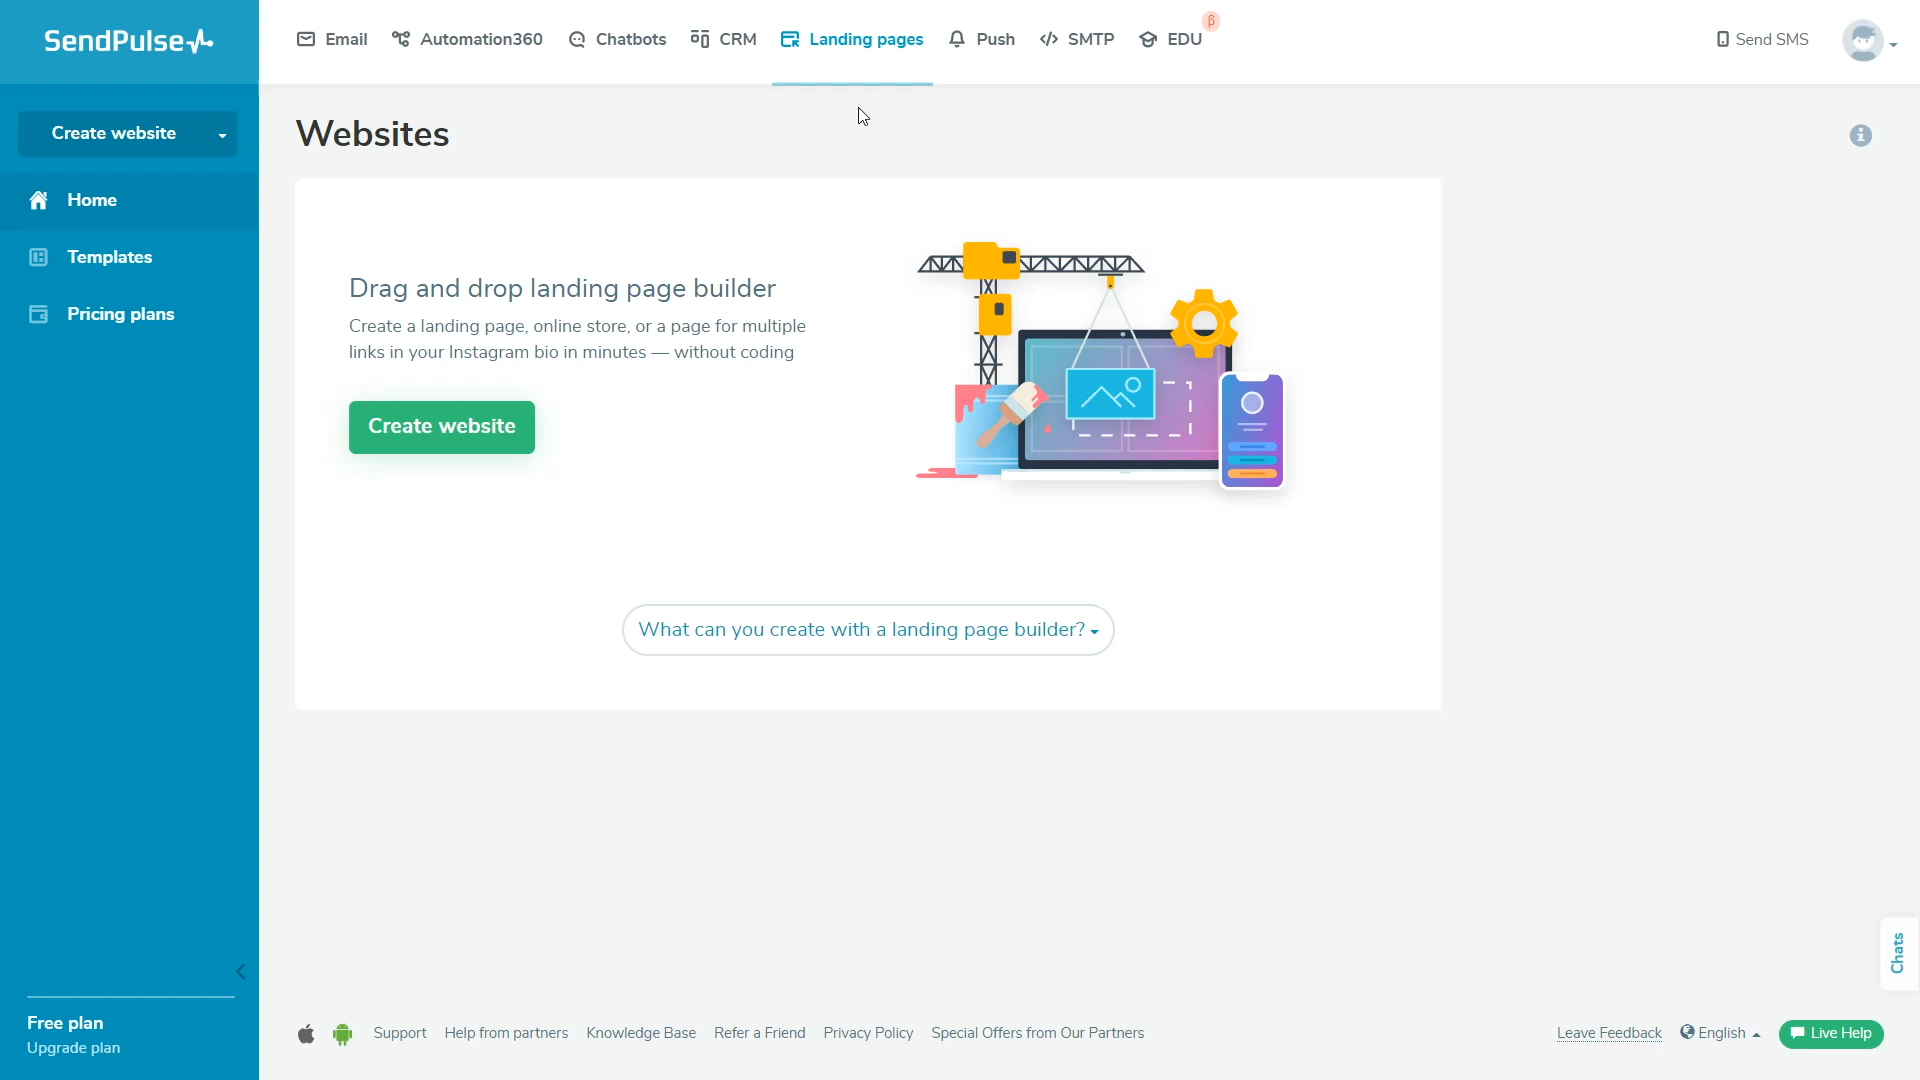 SendPulse
Email
Automation360
Chatbots
CRM
Landing pages
Push
SMTP
EDU
β
Send SMS
Create website
Home
Templates
Pricing plans
Websites
Drag and drop landing page builder
Create a landing page, online store, or a page for multiple
links in your Instagram bio in minutes — without coding
Create website
What can you create with a landing page builder?
Chats
Free plan
Upgrade plan
Support
Help from partners
Knowledge Base
Refer a Friend
Privacy Policy
Special Offers from Our Partners
Leave Feedback
English
Live Help